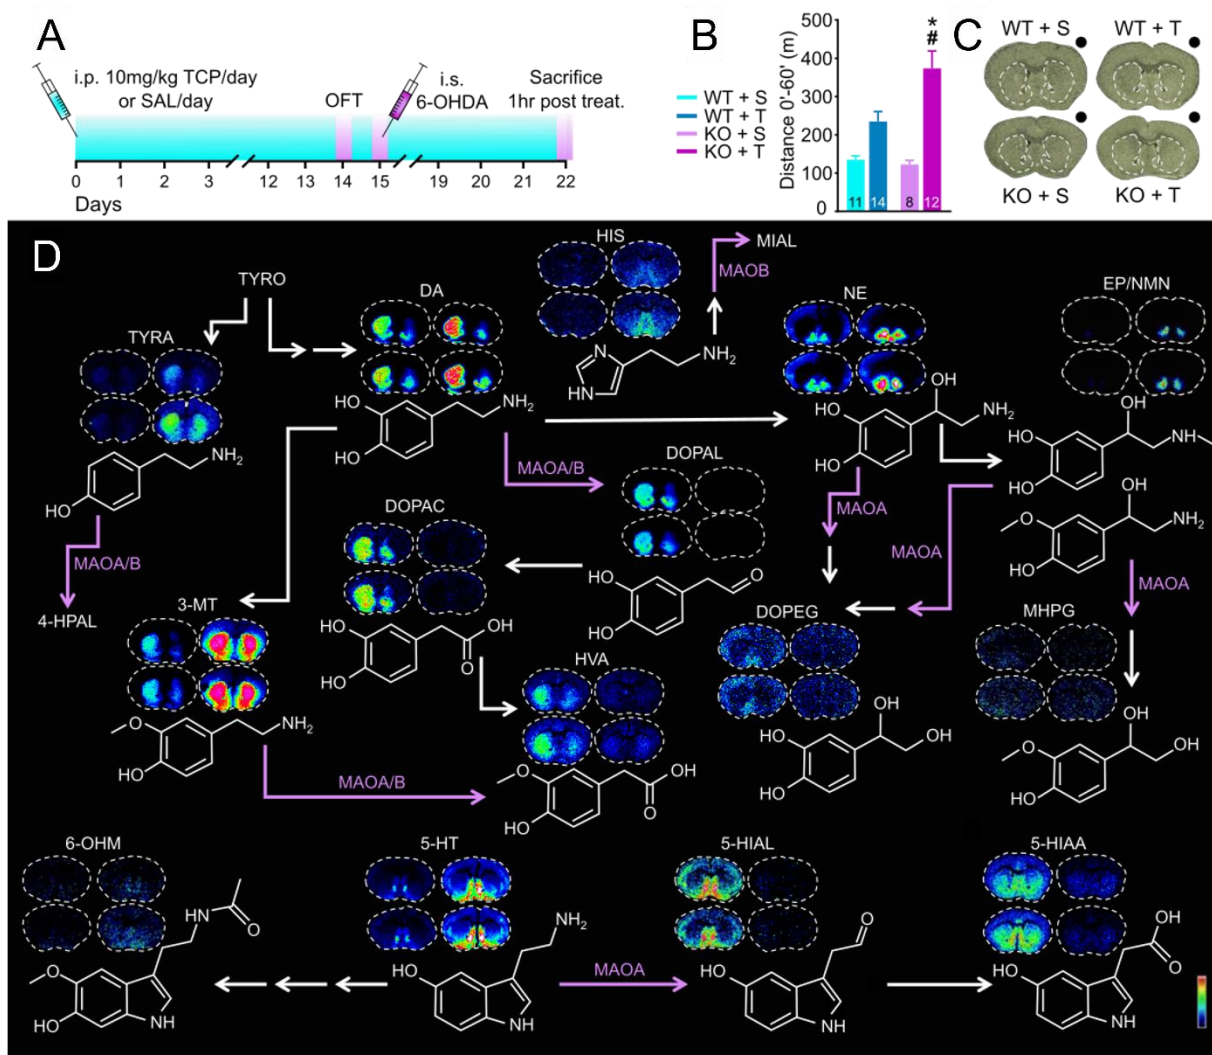 A
i.p. 10mg/kg TCP/day
or SAL/day
OFT
i.s.
6-OHDA
Sacrifice
1hr post treat.
0 1 2 3 12 13 14 15 19 20 21 22
Days
B
WT + S
WT + T
KO + S
KO + T
Distance 0'-60' (m)
500
400
300
200
100
0
*
#
11 14 8 12
C
WT + S WT + T
KO + S KO + T
D
TYRO
TYRA
NH2
HO
MAOA/B
4-HPAL
DA
HO
HO
NH2
HIS
MIAL
MAOB
N
HN
NH2
NE
OH
HO
NH2
HO
EP/NMN
OH
HO
NH
HO
OH
O
NH2
HO
MAOA/B
DOPAL
HO
O
HO
MAOA
MAOA
MAOA
DOPAC
HO
OH
O
HO
3-MT
O
NH2
HO
MAOA/B
HVA
O
OH
O
HO
DOPEG
OH
HO
OH
HO
MHPG
OH
O
OH
HO
6-OHM
HN
O
O
HO
NH
5-HT
NH2
HO
NH
MAOA
5-HIAL
O
HO
NH
5-HIAA
OH
O
HO
NH